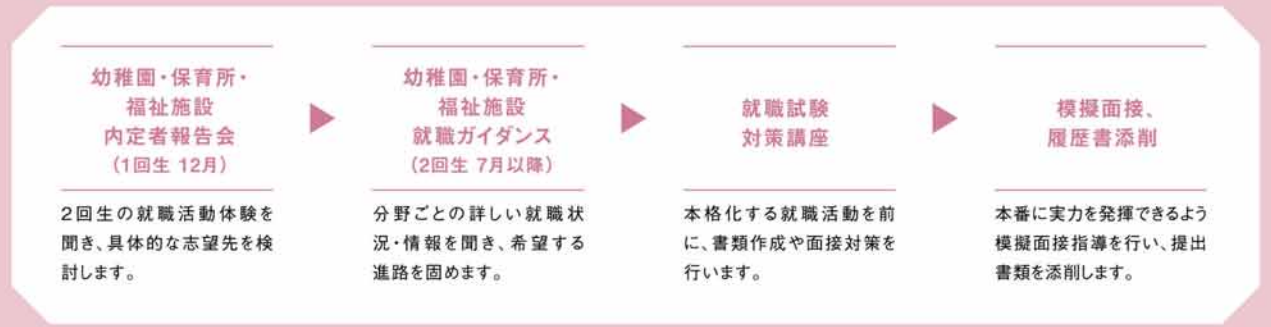 幼稚園・保育所・
福祉施設
内定者報告会
（1回生 12月）
2回生の就職活動体験を
聞き、具体的な志望先を検
討します。
幼稚園・保育所・
福祉施設
就職ガイダンス
（2回生 7月以降）
分野ごとの詳しい就職状
況・情報を聞き、希望する
進路を固めます。
就職試験
対策講座
本格化する就職活動を前
に、書類作成や面接対策を
行います。
模擬面接、
履歴書添削
本番に実力を発揮できるよう
模擬面接指導を行い、提出
書類を添削します。